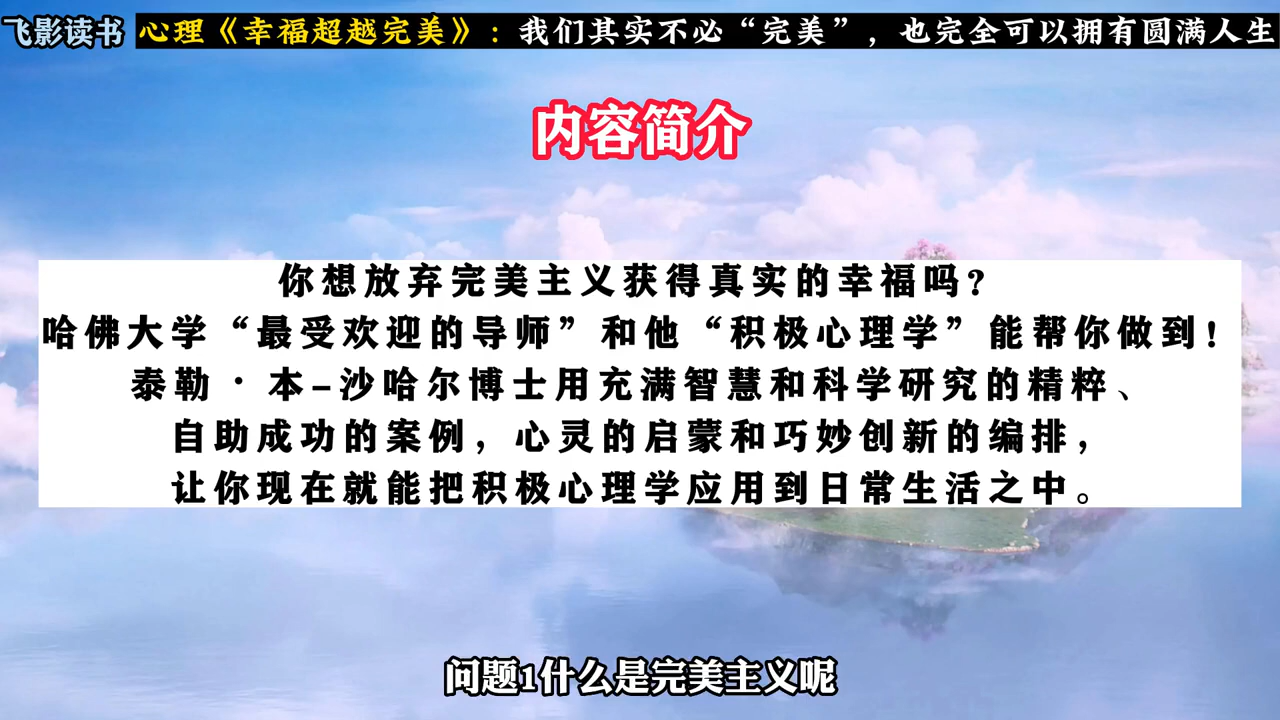 飞影读书 心理《幸福超越完美》:我们其实不必“完美”,也完全可以拥有圆满人生
内容简介
你想放弃完美主义获得真实的幸福吗?
哈佛大学“最受欢迎的导师”和他“积极心理学”能帮你做到!
泰勒·本-沙哈尔博士用充满智慧和科学研究的精粹、
自助成功的案例,心灵的启蒙和巧妙创新的编排,
让你现在就能把积极心理学应用到日常生活之中。
问题1什么是完美主义呢